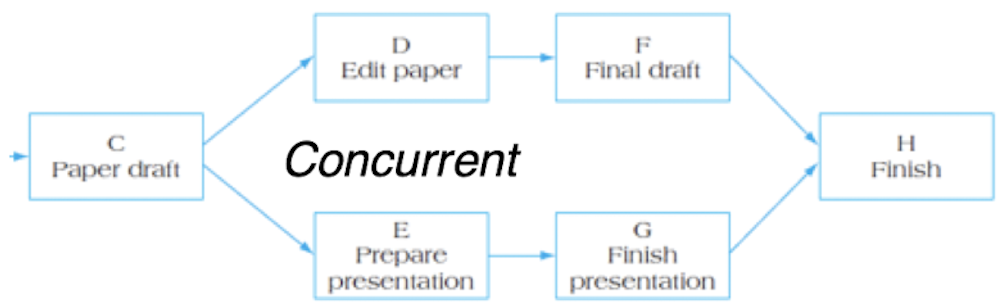 D
Edit paper
F
Final draft
C
Paper draft
Concurrent
H
Finish
E
Prepare
presentation
G
Finish
presentation